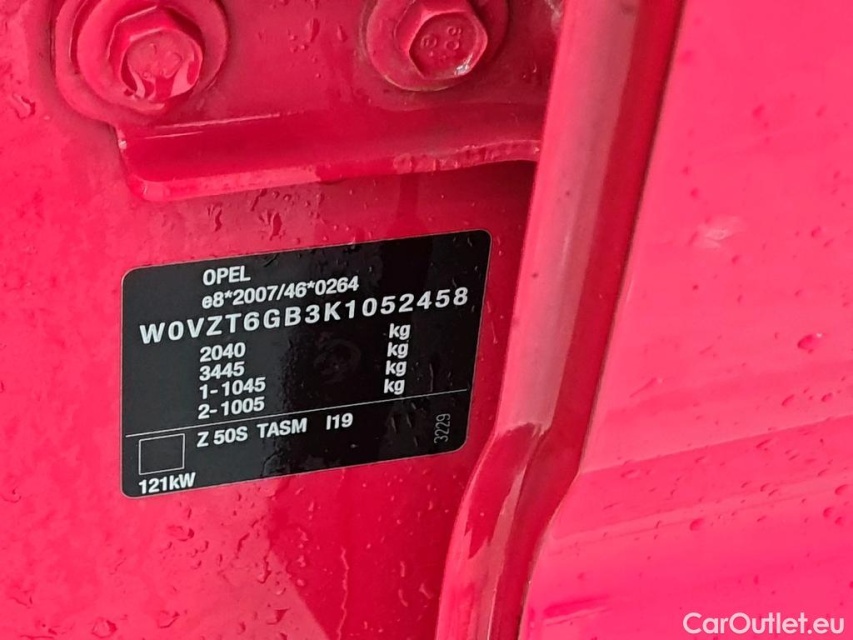 OPEL
e8*2007/46*0264
W0VZT6GB3K1052458
2040 kg
3445 kg
1-1045 kg
2-1005 kg
Z 50S TASM I19
3229
121kW
CarOutlet.eu